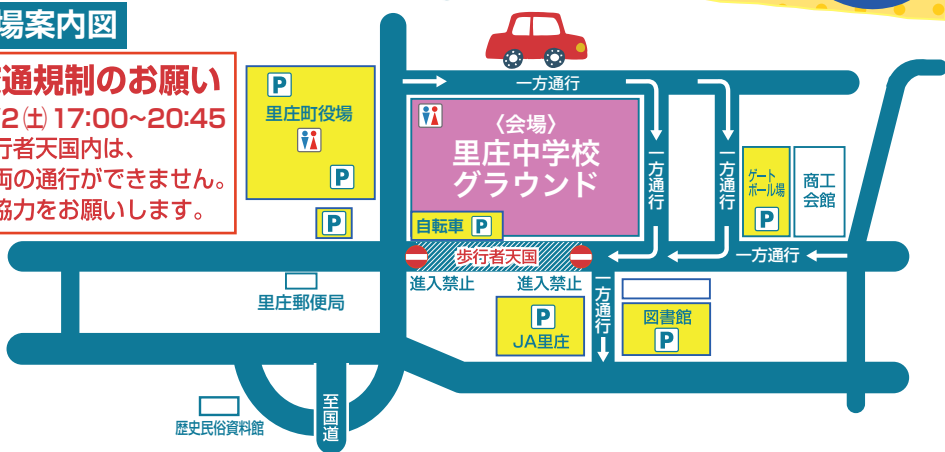 場案内図
通規制のお願い
2(土)17:00~20:45
行者天国内は、
両の通行ができません。
協力をお願いします。
P
里庄町役場
P
P
一方通行
〈会場〉
里庄中学校
グラウンド
自転車 P
一方通行
一方通行
ゲート
ボール場
P
商工
会館
歩行者天国
一方通行
進入禁止
進入禁止
一方通行
里庄郵便局
P
JA里庄
図書館
P
至国道
歴史民俗資料館